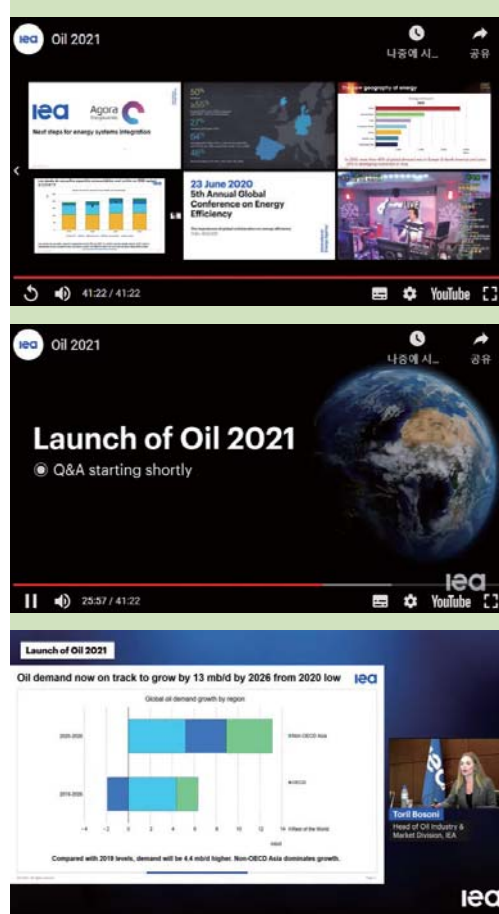 iea Oil 2021
나중에 시... 공유
iea Agora
Next steps for energy systems integration
The new geography of energy
23 June 2020
5th Annual Global
Conference on Energy
Efficiency
41:22 / 41:22
YouTube
iea Oil 2021
나중에 시... 공유
Launch of Oil 2021
Q&A starting shortly
iea
25:57 / 41:22
YouTube
Launch of Oil 2021
Oil demand now on track to grow by 13 mb/d by 2026 from 2020 low
iea
Global oil demand growth by region
2020-2026
Non-OECD Asia
OECD
2019-2026
Rest of the World
-4 -2 0 2 4 6 8 10 12 14
mb/d
Compared with 2019 levels, demand will be 4.4 mb/d higher. Non-OECD Asia dominates growth.
Toril Bosoni
Head of Oil Industry &
Market Division, IEA
iea